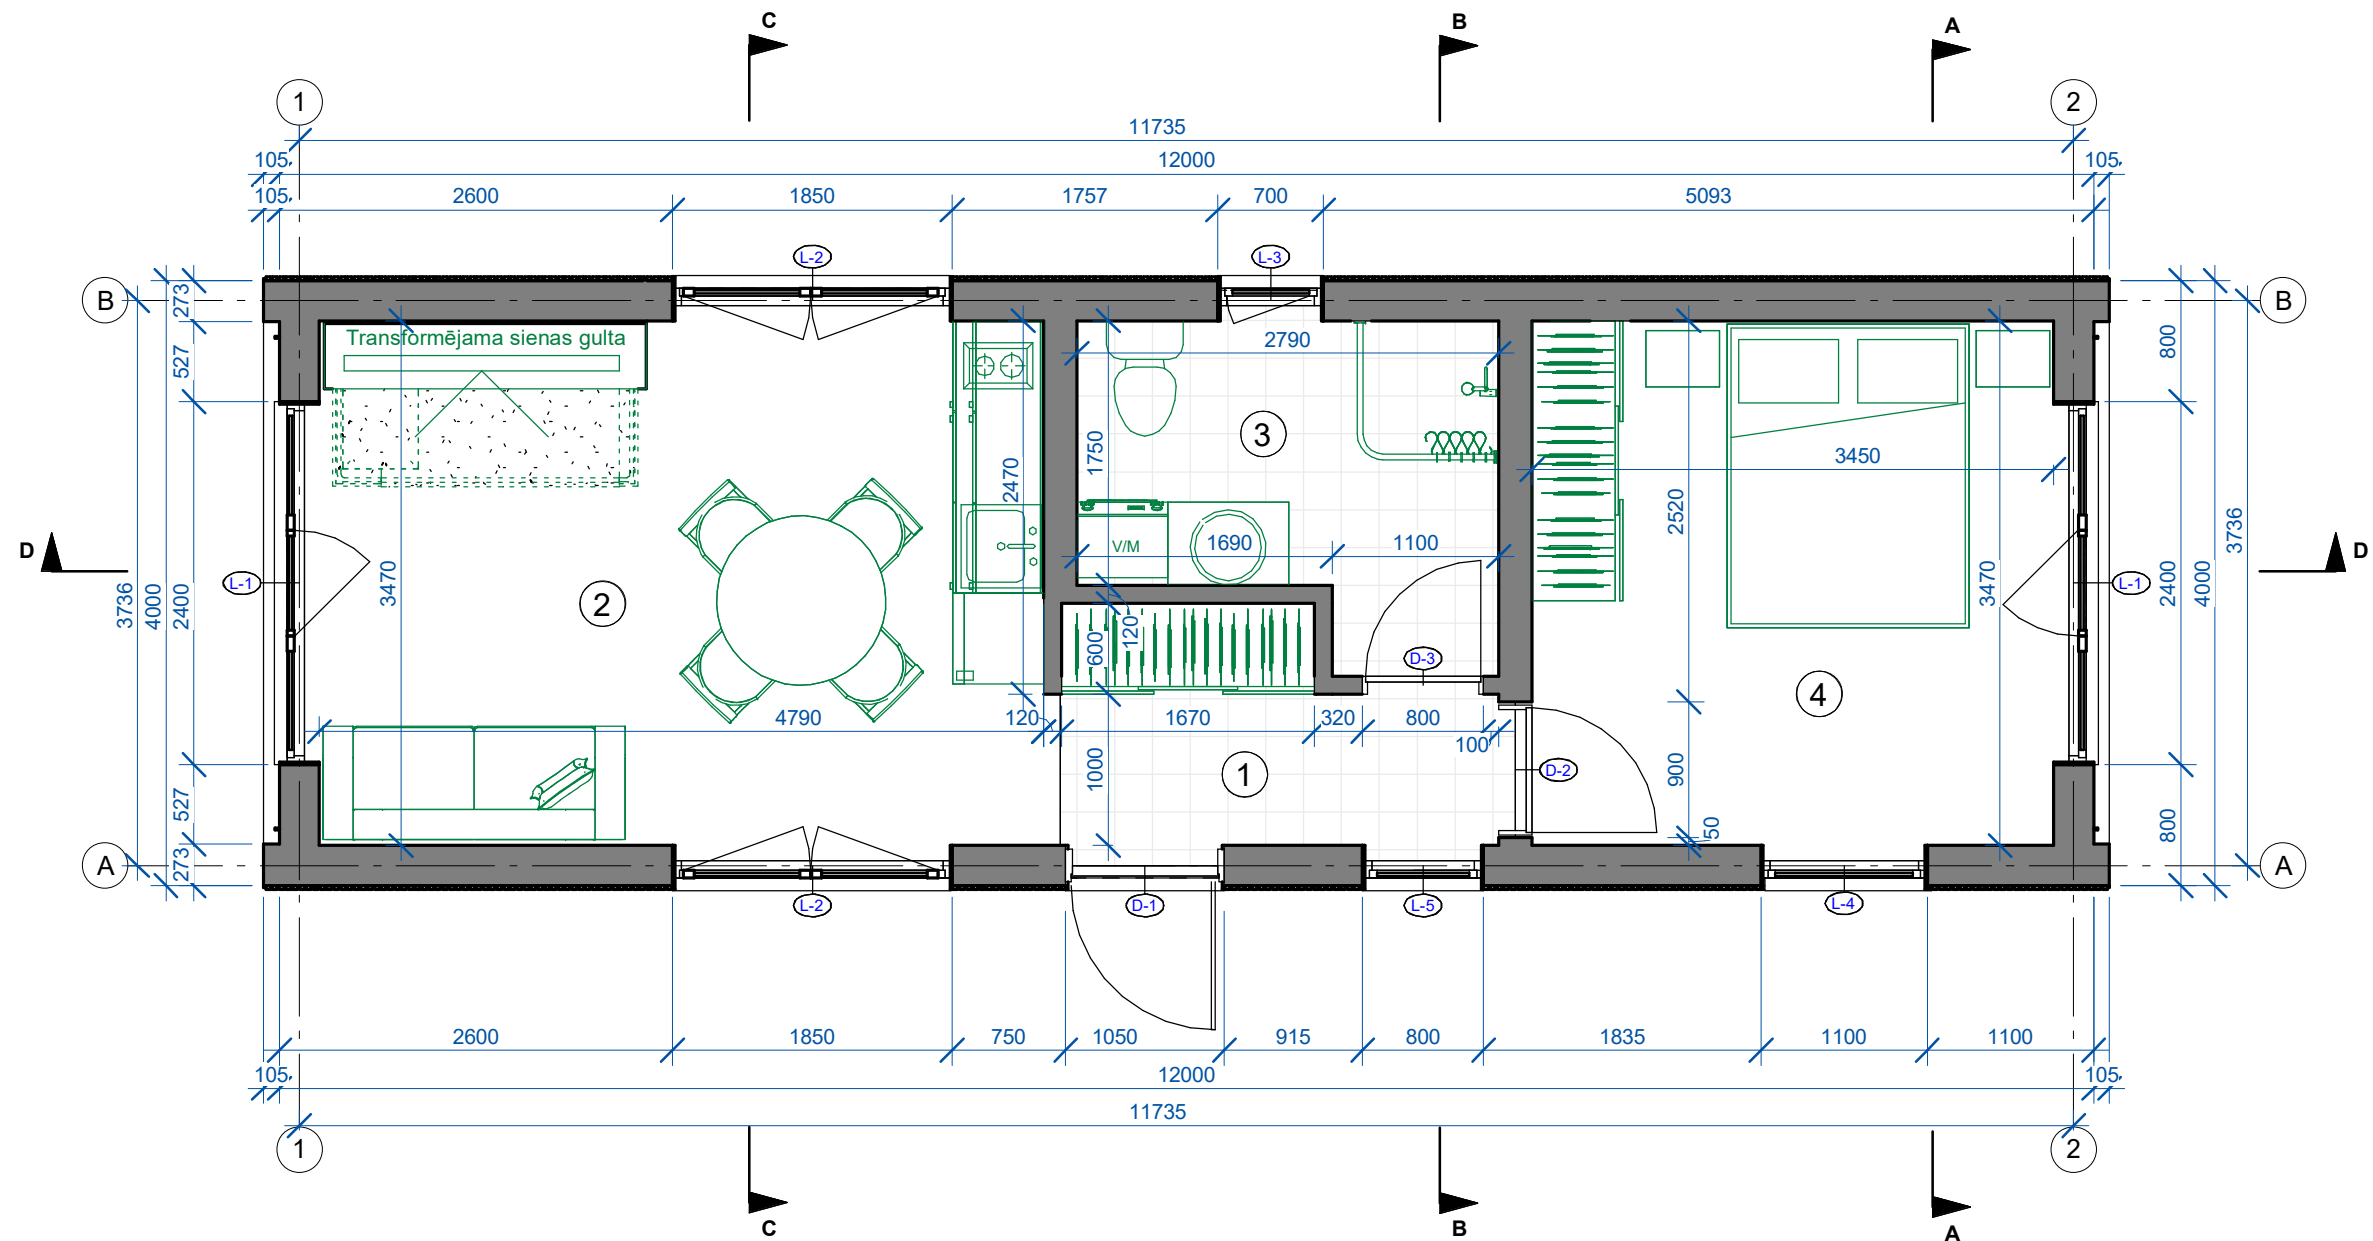 C
B
A
1
2
11735
105
12000
105
105
2600
1850
1757
700
5093
L-2
L-3
B
273
B
800
Transformējama sienas gulta
2790
527
3
1750
3450
2470
2520
D
3736
4000
2400
L-1
3470
2
V/M
1690
1100
3470
L-1
2400
4000
3736
D
120
600
D-3
4
4790
120
1670
320
800
100
1000
1
D-2
900
50
527
800
A
273
A
L-2
D-1
L-5
L-4
2600
1850
750
1050
915
800
1835
1100
1100
105
12000
105
11735
1
2
C
B
A